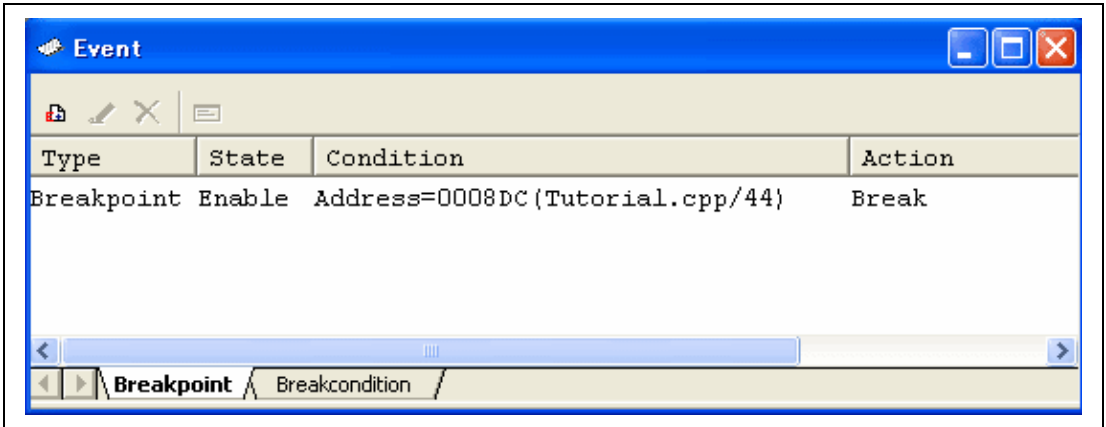 Event
Type State Condition Action
Breakpoint Enable Address=0008DC(Tutorial.cpp/44) Break
Breakpoint Breakcondition